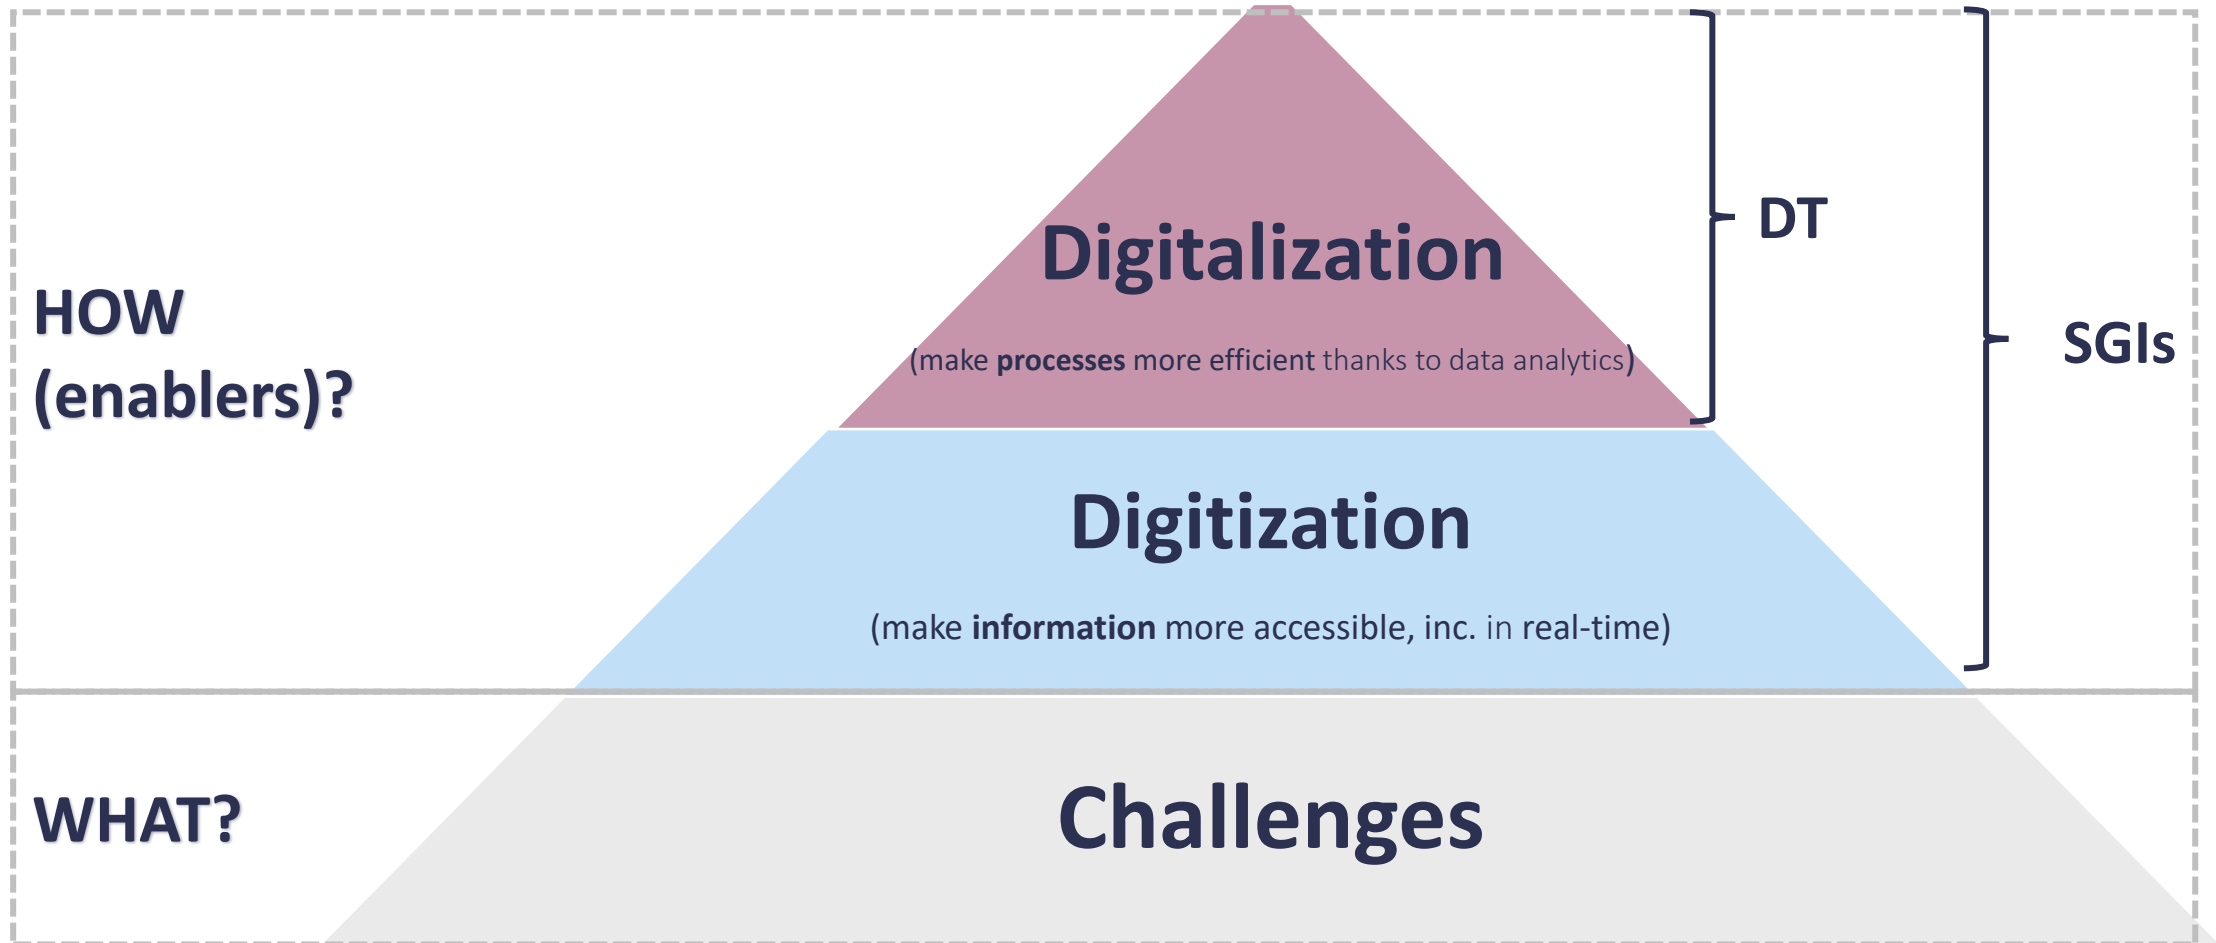 Digitalization
DT
HOW
(enablers)?
SGIs
(make processes more efficient thanks to data analytics)
Digitization
(make information more accessible, inc. in real-time)
WHAT?
Challenges